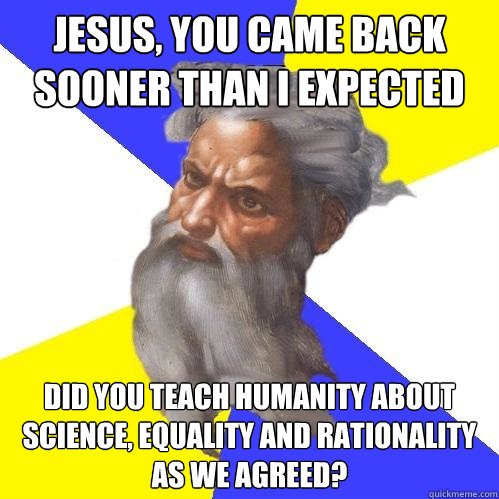 JESUS, YOU CAME BACK
SOONER THAN I EXPECTED
DID YOU TEACH HUMANITY ABOUT
SCIENCE, EQUALITY AND RATIONALITY
AS WE AGREED?
quickmeme.com